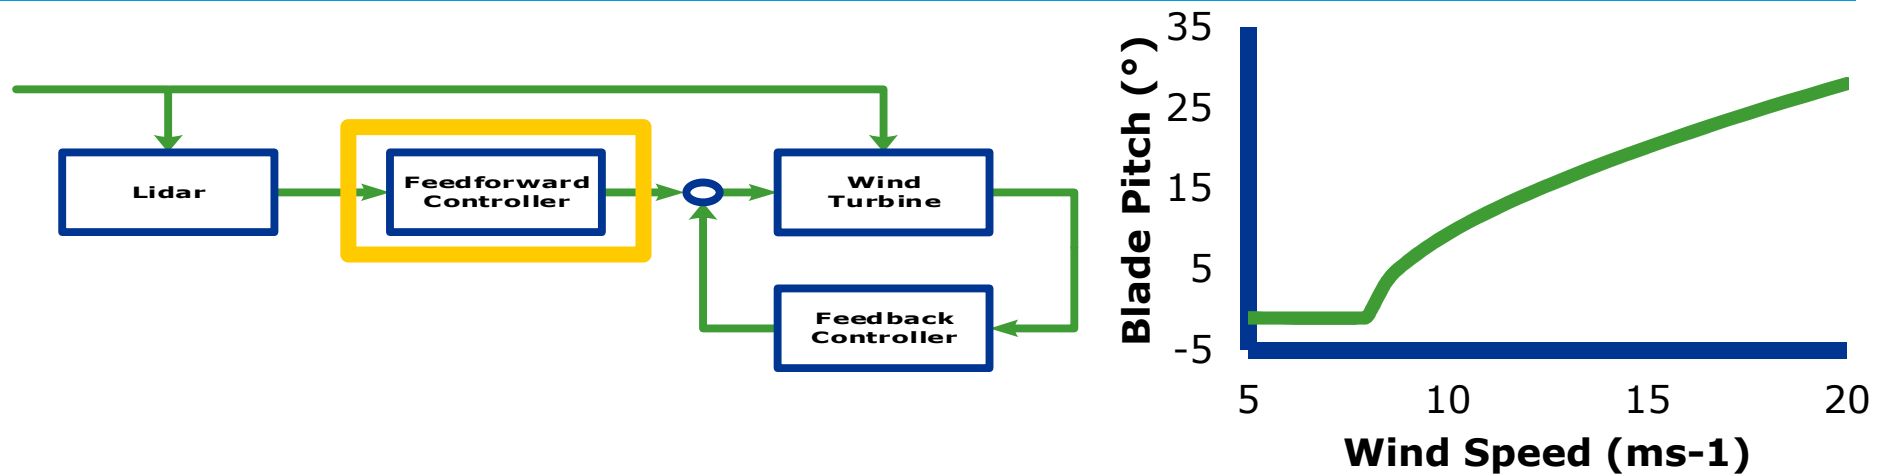 Lidar
Feedforward
Controller
Wind
Turbine
Feedback
Controller
Blade Pitch (°)
35
25
15
5
-5
5 10 15 20
Wind Speed (ms-1)